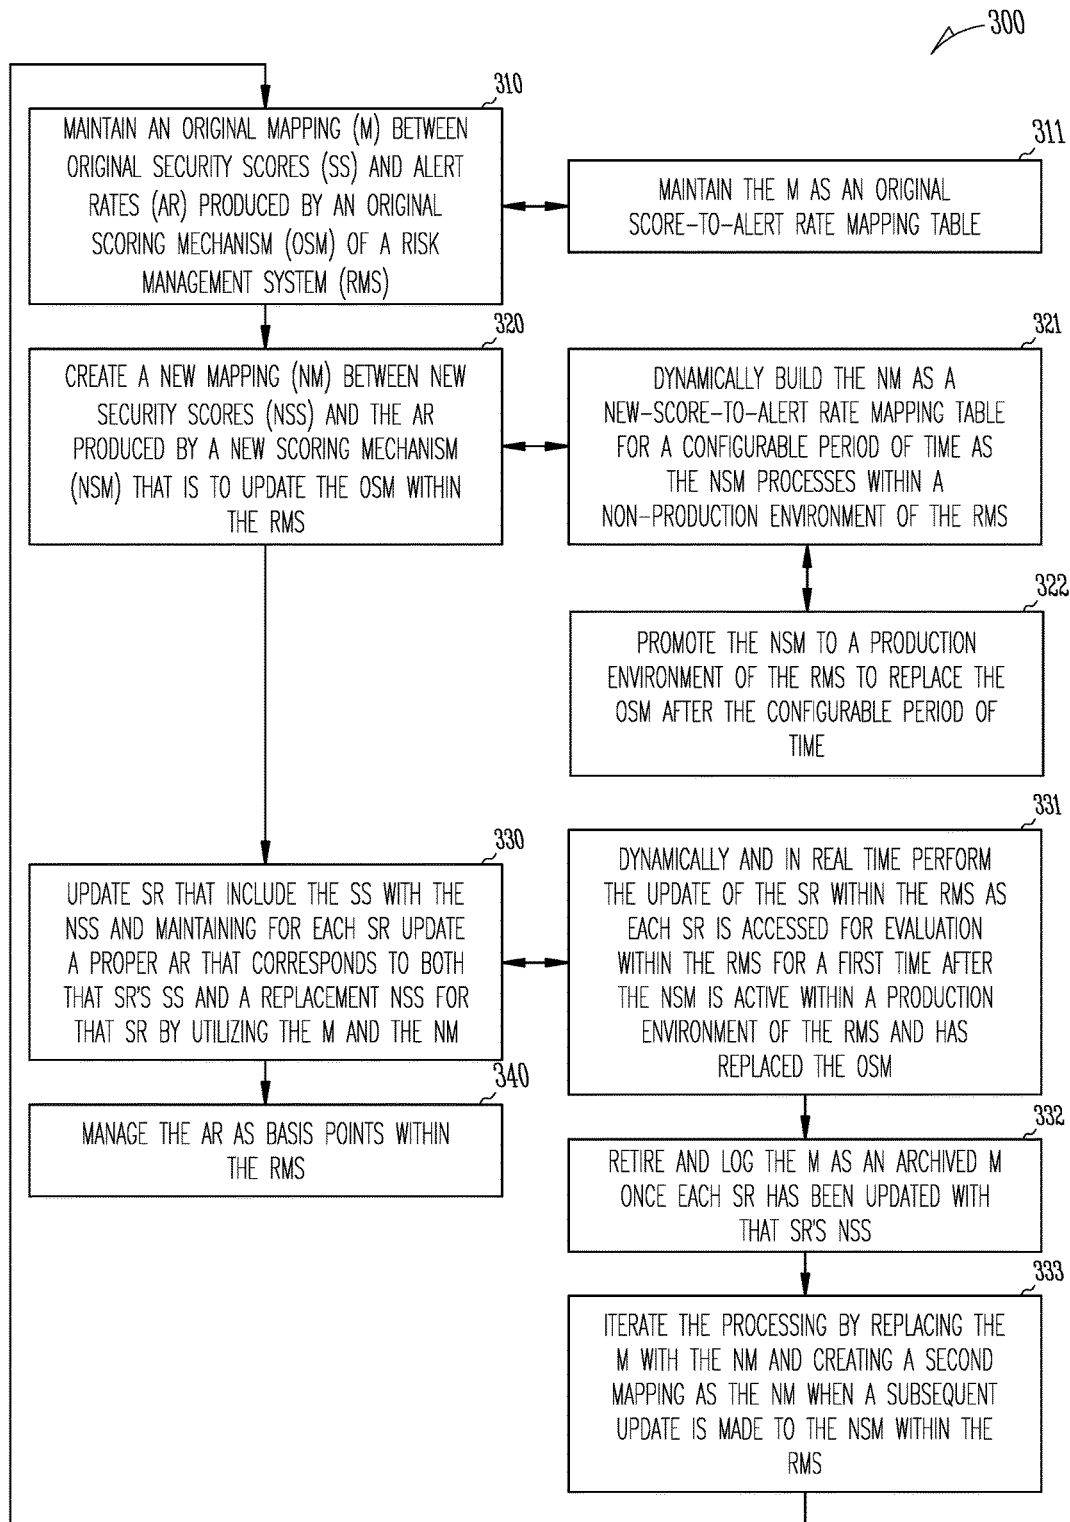 300
310
MAINTAIN AN ORIGINAL MAPPING (M) BETWEEN
ORIGINAL SECURITY SCORES (SS) AND ALERT
RATES (AR) PRODUCED BY AN ORIGINAL
SCORING MECHANISM (OSM) OF A RISK
MANAGEMENT SYSTEM (RMS)
311
MAINTAIN THE M AS AN ORIGINAL
SCORE-TO-ALERT RATE MAPPING TABLE
320
CREATE A NEW MAPPING (NM) BETWEEN NEW
SECURITY SCORES (NSS) AND THE AR
PRODUCED BY A NEW SCORING MECHANISM
(NSM) THAT IS TO UPDATE THE OSM WITHIN
THE RMS
321
DYNAMICALLY BUILD THE NM AS A
NEW-SCORE-TO-ALERT RATE MAPPING TABLE
FOR A CONFIGURABLE PERIOD OF TIME AS
THE NSM PROCESSES WITHIN A
NON-PRODUCTION ENVIRONMENT OF THE RMS
322
PROMOTE THE NSM TO A PRODUCTION
ENVIRONMENT OF THE RMS TO REPLACE THE
OSM AFTER THE CONFIGURABLE PERIOD OF
TIME
330
UPDATE SR THAT INCLUDE THE SS WITH THE
NSS AND MAINTAINING FOR EACH SR UPDATE
A PROPER AR THAT CORRESPONDS TO BOTH
THAT SR'S SS AND A REPLACEMENT NSS FOR
THAT SR BY UTILIZING THE M AND THE NM
331
DYNAMICALLY AND IN REAL TIME PERFORM
THE UPDATE OF THE SR WITHIN THE RMS AS
EACH SR IS ACCESSED FOR EVALUATION
WITHIN THE RMS FOR A FIRST TIME AFTER
THE NSM IS ACTIVE WITHIN A PRODUCTION
ENVIRONMENT OF THE RMS AND HAS
REPLACED THE OSM
340
MANAGE THE AR AS BASIS POINTS WITHIN
THE RMS
332
RETIRE AND LOG THE M AS AN ARCHIVED M
ONCE EACH SR HAS BEEN UPDATED WITH
THAT SR'S NSS
333
ITERATE THE PROCESSING BY REPLACING THE
M WITH THE NM AND CREATING A SECOND
MAPPING AS THE NM WHEN A SUBSEQUENT
UPDATE IS MADE TO THE NSM WITHIN THE
RMS